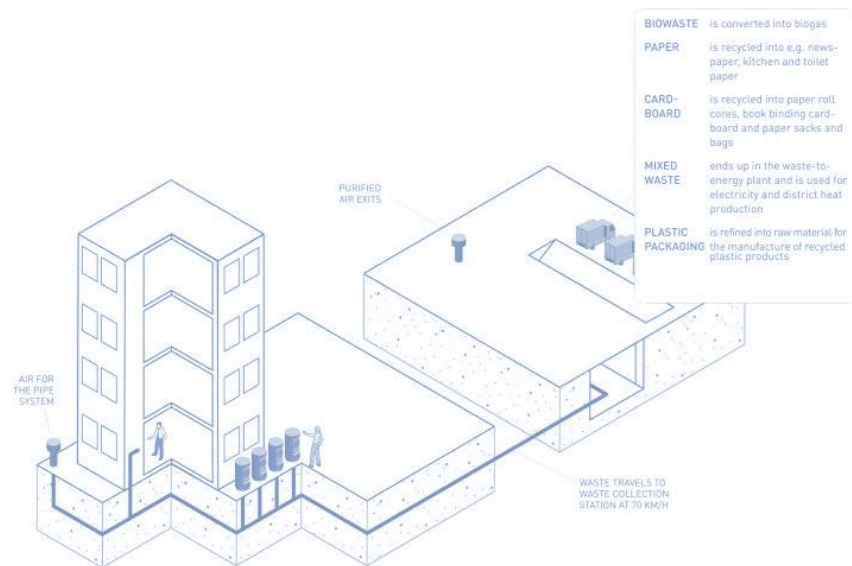 BIOWASTE is converted into biogas
PAPER is recycled into e.g. news-
paper, kitchen and toilet
paper
CARD- is recycled into paper roll
BOARD cores, book binding card-
board and paper sacks and
bags
MIXED ends up in the waste-to-
WASTE energy plant and is used for
electricity and district heat
production
PLASTIC is refined into raw material for
PACKAGING the manufacture of recycled
plastic products
PURIFIED
AIR EXITS
AIR FOR
THE PIPE
SYSTEM
WASTE TRAVELS TO
WASTE COLLECTION
STATION AT 70 KM/H